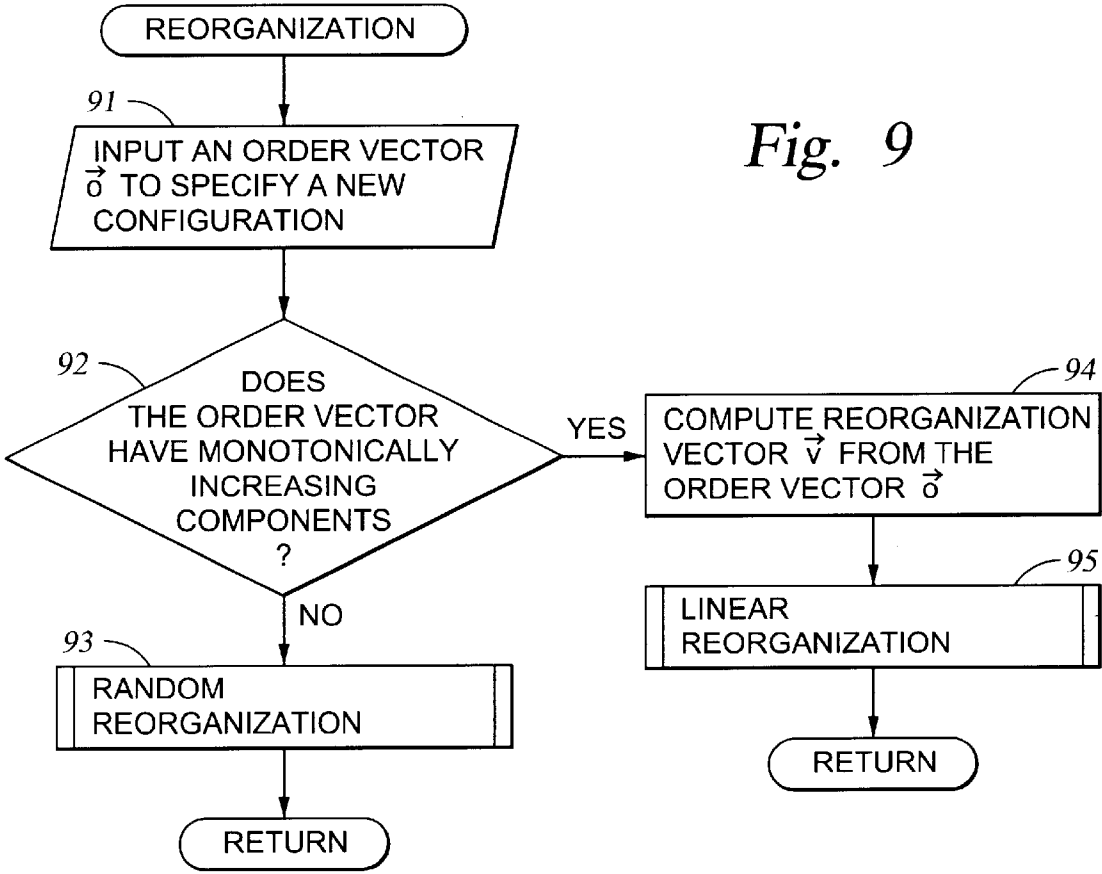 REORGANIZATION
91
INPUT AN ORDER VECTOR
o⃗ TO SPECIFY A NEW
CONFIGURATION
Fig. 9
92
DOES
THE ORDER VECTOR
HAVE MONOTONICALLY
INCREASING
COMPONENTS
?
YES
94
COMPUTE REORGANIZATION
VECTOR v⃗ FROM THE
ORDER VECTOR o⃗
95
LINEAR
REORGANIZATION
RETURN
NO
93
RANDOM
REORGANIZATION
RETURN